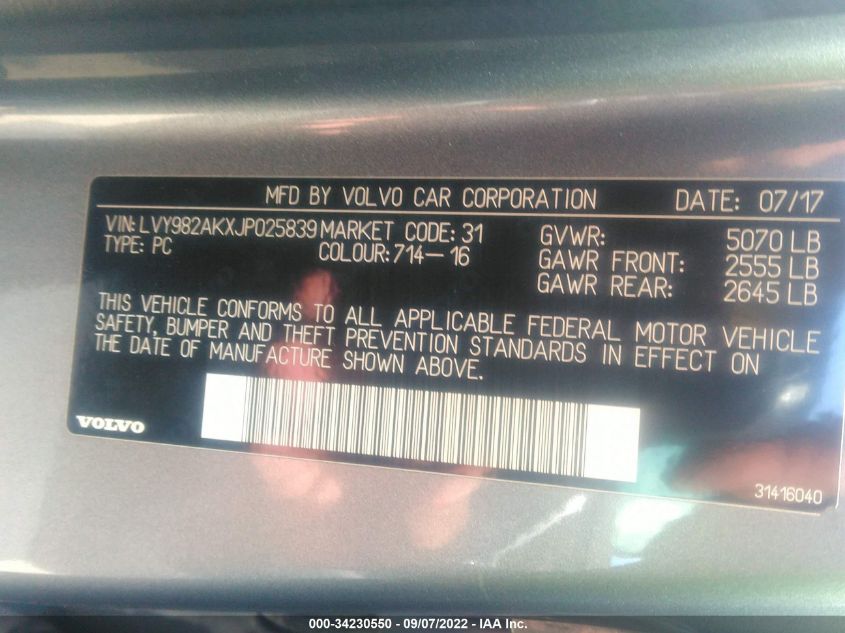 MFD BY VOLVO CAR CORPORATION DATE: 07/17
VIN:LVY982AKXJP025839 MARKET CODE: 31 GVWR: 5070 LB
TYPE: PC COLOUR:714-16 GAWR FRONT: 2555 LB
GAWR REAR: 2645 LB
THIS VEHICLE CONFORMS TO ALL APPLICABLE FEDERAL MOTOR VEHICLE
SAFETY, BUMPER AND THEFT PREVENTION STANDARDS IN EFFECT ON
THE DATE OF MANUFACTURE SHOWN ABOVE.
VOLVO
31416040
000-34230550 - 09/07/2022 - IAA Inc.